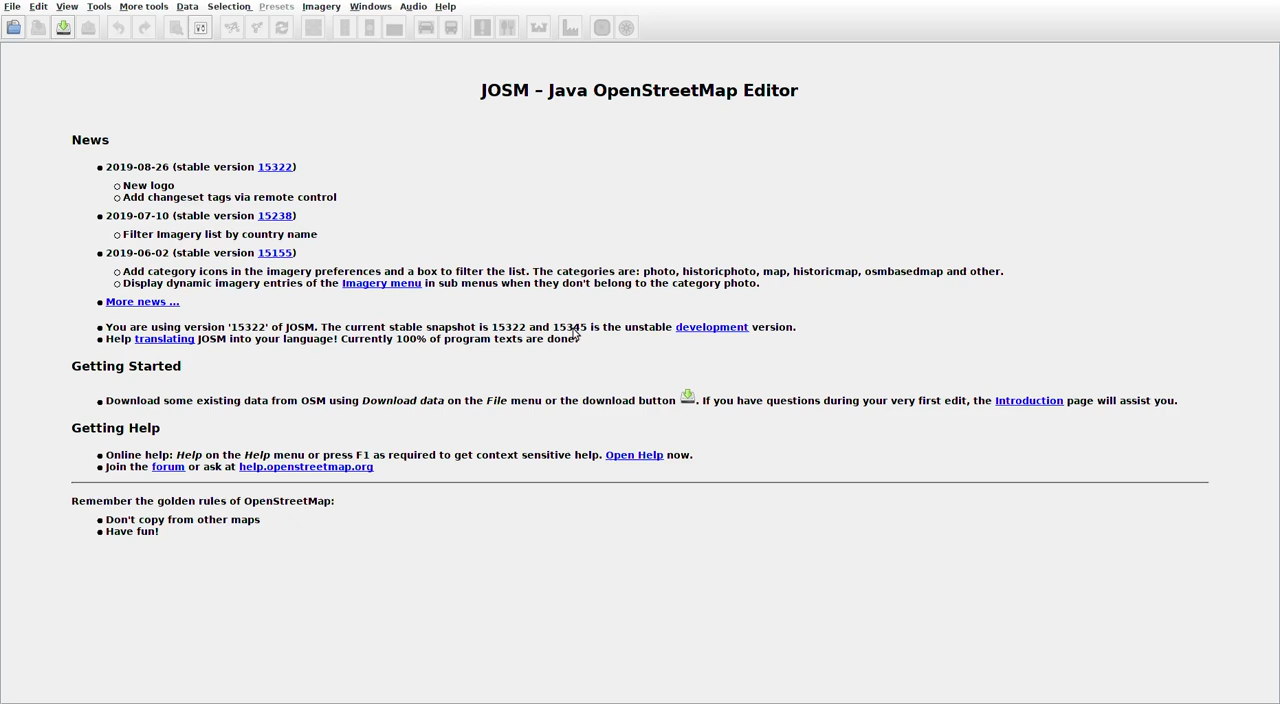 File Edit View Tools More tools Data Selection Presets Imagery Windows Audio Help
JOSM – Java OpenStreetMap Editor
News
2019-08-26 (stable version 15322)
New logo
Add changeset tags via remote control
2019-07-10 (stable version 15238)
Filter Imagery list by country name
2019-06-02 (stable version 15155)
Add category icons in the imagery preferences and a box to filter the list. The categories are: photo, historicphoto, map, historicmap, osmbasedmap and other.
Display dynamic imagery entries of the Imagery menu in sub menus when they don't belong to the category photo.
More news ...
You are using version '15322' of JOSM. The current stable snapshot is 15322 and 15345 is the unstable development version.
Help translating JOSM into your language! Currently 100% of program texts are done.
Getting Started
Download some existing data from OSM using Download data on the File menu or the download button . If you have questions during your very first edit, the Introduction page will assist you.
Getting Help
Online help: Help on the Help menu or press F1 as required to get context sensitive help. Open Help now.
Join the forum or ask at help.openstreetmap.org
Remember the golden rules of OpenStreetMap:
Don't copy from other maps
Have fun!